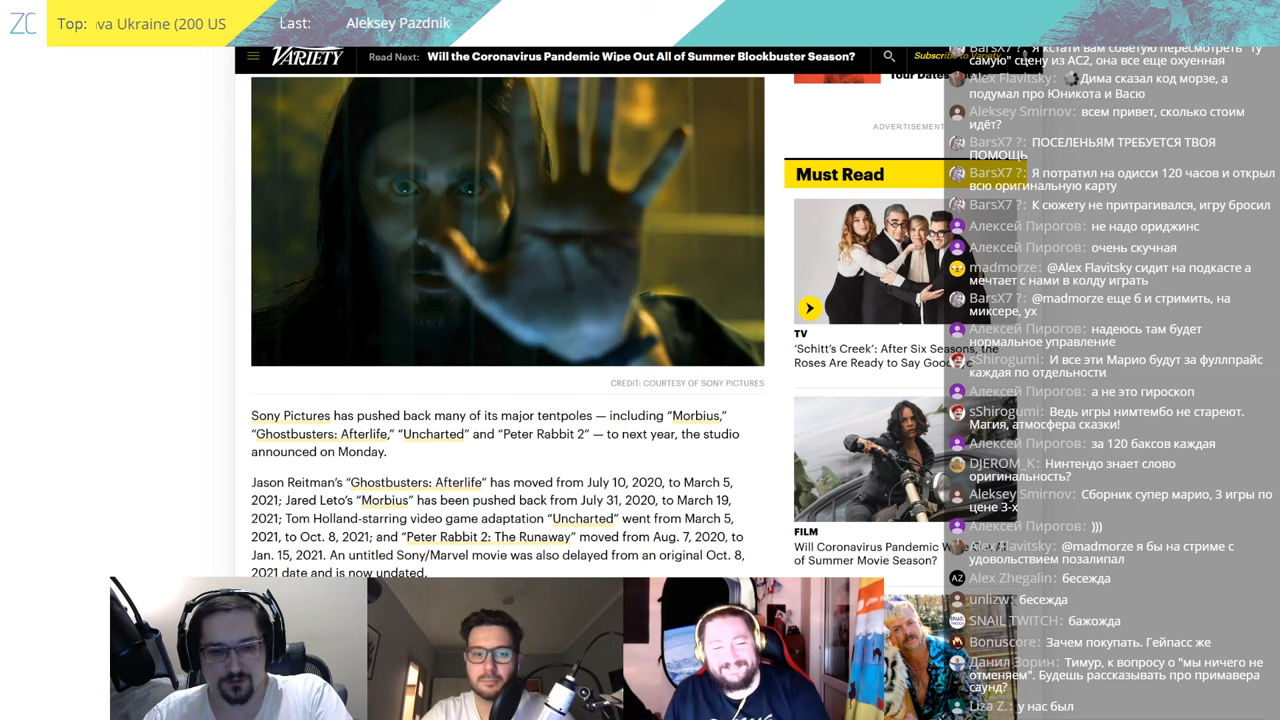 ZC
Top: va Ukraine (200 US
Last: Aleksey Pazdnik
VARIETY
Read Next: Will the Coronavirus Pandemic Wipe Out All of Summer Blockbuster Season?
Subscribe to Variety
Your Dates
ADVERTISEMENT
Must Read
TV
‘Schitt’s Creek’: After Six Seasons, the
Roses Are Ready to Say Goodbye
FILM
Will Coronavirus Pandemic
of Summer Movie Season?
CREDIT: COURTESY OF SONY PICTURES
Sony Pictures has pushed back many of its major tentpoles — including “Morbius,”
“Ghostbusters: Afterlife,” “Uncharted” and “Peter Rabbit 2” — to next year, the studio
announced on Monday.
Jason Reitman’s “Ghostbusters: Afterlife” has moved from July 10, 2020, to March 5,
2021; Jared Leto’s “Morbius” has been pushed back from July 31, 2020, to March 19,
2021; Tom Holland-starring video game adaptation “Uncharted” went from March 5,
2021, to Oct. 8, 2021; and “Peter Rabbit 2: The Runaway” moved from Aug. 7, 2020, to
Jan. 15, 2021. An untitled Sony/Marvel movie was also delayed from an original Oct. 8,
2021 date and is now undated.
BarsX7 ?: Я кстати вам советую пересмотреть "ту
самую" сцену из AC2, она все еще охуенная
Alex Flavitsky: Дима сказал код морзе, а
подумал про Юникота и Васю
Aleksey Smirnov: всем привет, сколько стоим
идёт?
BarsX7 ?: ПОСЕЛЕНЬЯМ ТРЕБУЕТСЯ ТВОЯ
ПОМОЩЬ
BarsX7 ?: Я потратил на одисси 120 часов и открыл
всю оригинальную карту
BarsX7 ?: К сюжету не притрагивался, игру бросил
Алексей Пирогов: не надо ориджинс
Алексей Пирогов: очень скучная
madmorze: @Alex Flavitsky сидит на подкасте а
мечтает с нами в колду играть
BarsX7 ?: @madmorze еще б и стримить, на
миксере, ух
Алексей Пирогов: надеюсь там будет
нормальное управление
sShirogumi: И все эти Марио будут за фуллпрайс
каждая по отдельности
Алексей Пирогов: а не это гироскоп
sShirogumi: Ведь игры нимтембо не стареют.
Магия, атмосфера сказки!
Алексей Пирогов: за 120 баксов каждая
DJEROM_K: Нинтендо знает слово
оригинальность?
Aleksey Smirnov: Сборник супер марио, 3 игры по
цене 3-х
Алексей Пирогов: )))
Alex Flavitsky: @madmorze я бы на стриме с
удовольствием позалипал
AZ Alex Zhegalin: беседжа
unlizw: беседжа
SNAIL TWITCH: бажожда
Bonuscore: Зачем покупать. Гейпасс же
Данил Зорин: Тимур, к вопросу о "мы ничего не
отменяем". Будешь рассказывать про примавера
саунд?
Liza Z.: у нас был